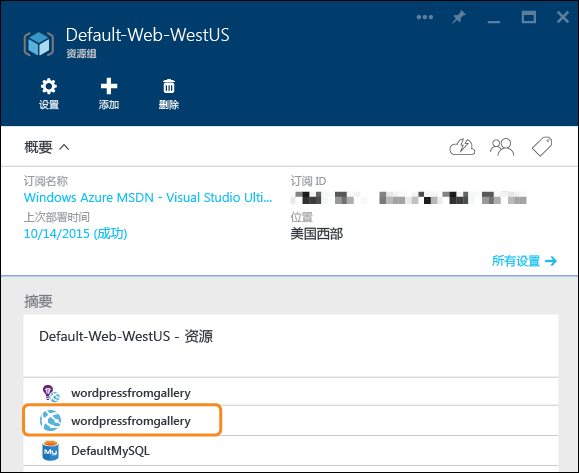 Default-Web-WestUS
资源组
设置 添加 删除
概要
订阅名称 订阅 ID
Windows Azure MSDN - Visual Studio Ulti...
上次部署时间 位置
10/14/2015 (成功) 美国西部
所有设置
摘要
Default-Web-WestUS - 资源
wordpressfromgallery
wordpressfromgallery
DefaultMySQL